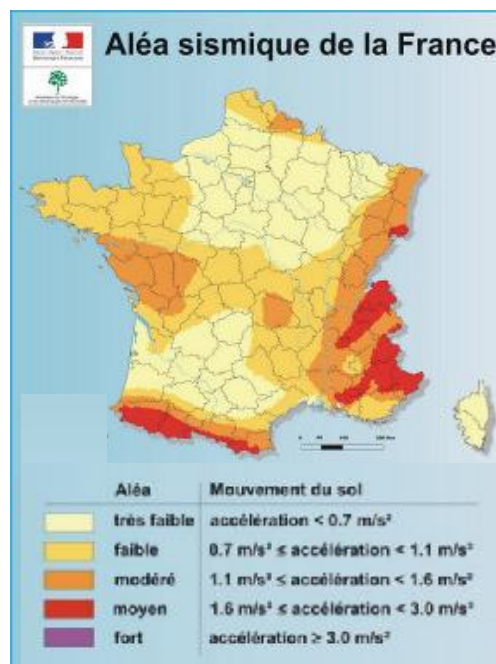 Aléa sismique de la France
Aléa Mouvement du sol
très faible accélération < 0.7 m/s²
faible 0.7 m/s² ≤ accélération < 1.1 m/s²
modéré 1.1 m/s² ≤ accélération < 1.6 m/s²
moyen 1.6 m/s² ≤ accélération < 3.0 m/s²
fort accélération ≥ 3.0 m/s²